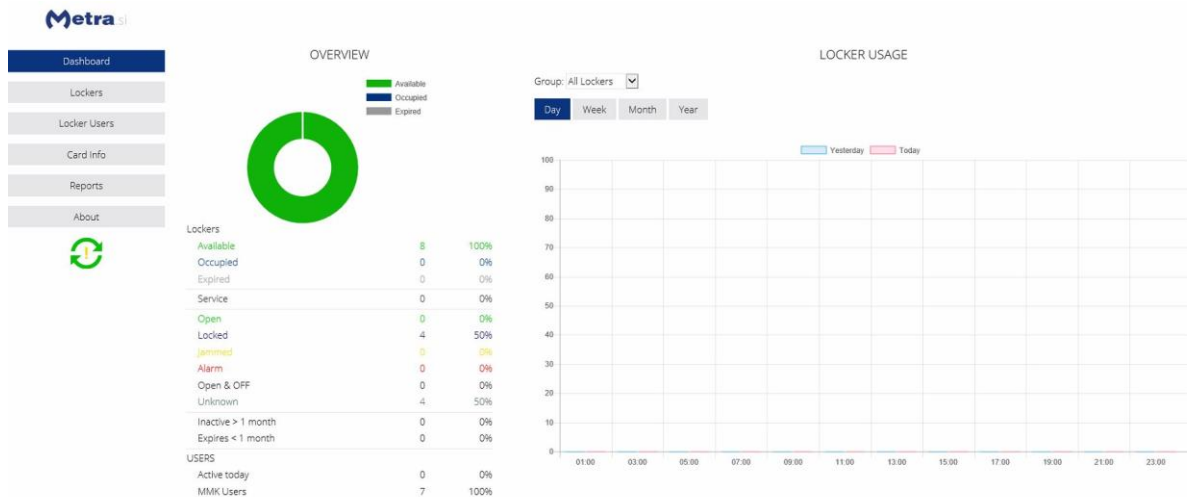 Metra.si
Dashboard
Lockers
Locker Users
Card Info
Reports
About
OVERVIEW
Available
Occupied
Expired
Lockers
Available 8 100%
Occupied 0 0%
Expired 0 0%
Service 0 0%
Open 0 0%
Locked 4 50%
Jammed 0 0%
Alarm 0 0%
Open & OFF 0 0%
Unknown 4 50%
Inactive > 1 month 0 0%
Expires < 1 month 0 0%
USERS
Active today 0 0%
MMK Users 7 100%
LOCKER USAGE
Group: All Lockers
Day Week Month Year
Yesterday Today
100
90
80
70
60
50
40
30
20
10
0
01:00 03:00 05:00 07:00 09:00 11:00 13:00 15:00 17:00 19:00 21:00 23:00